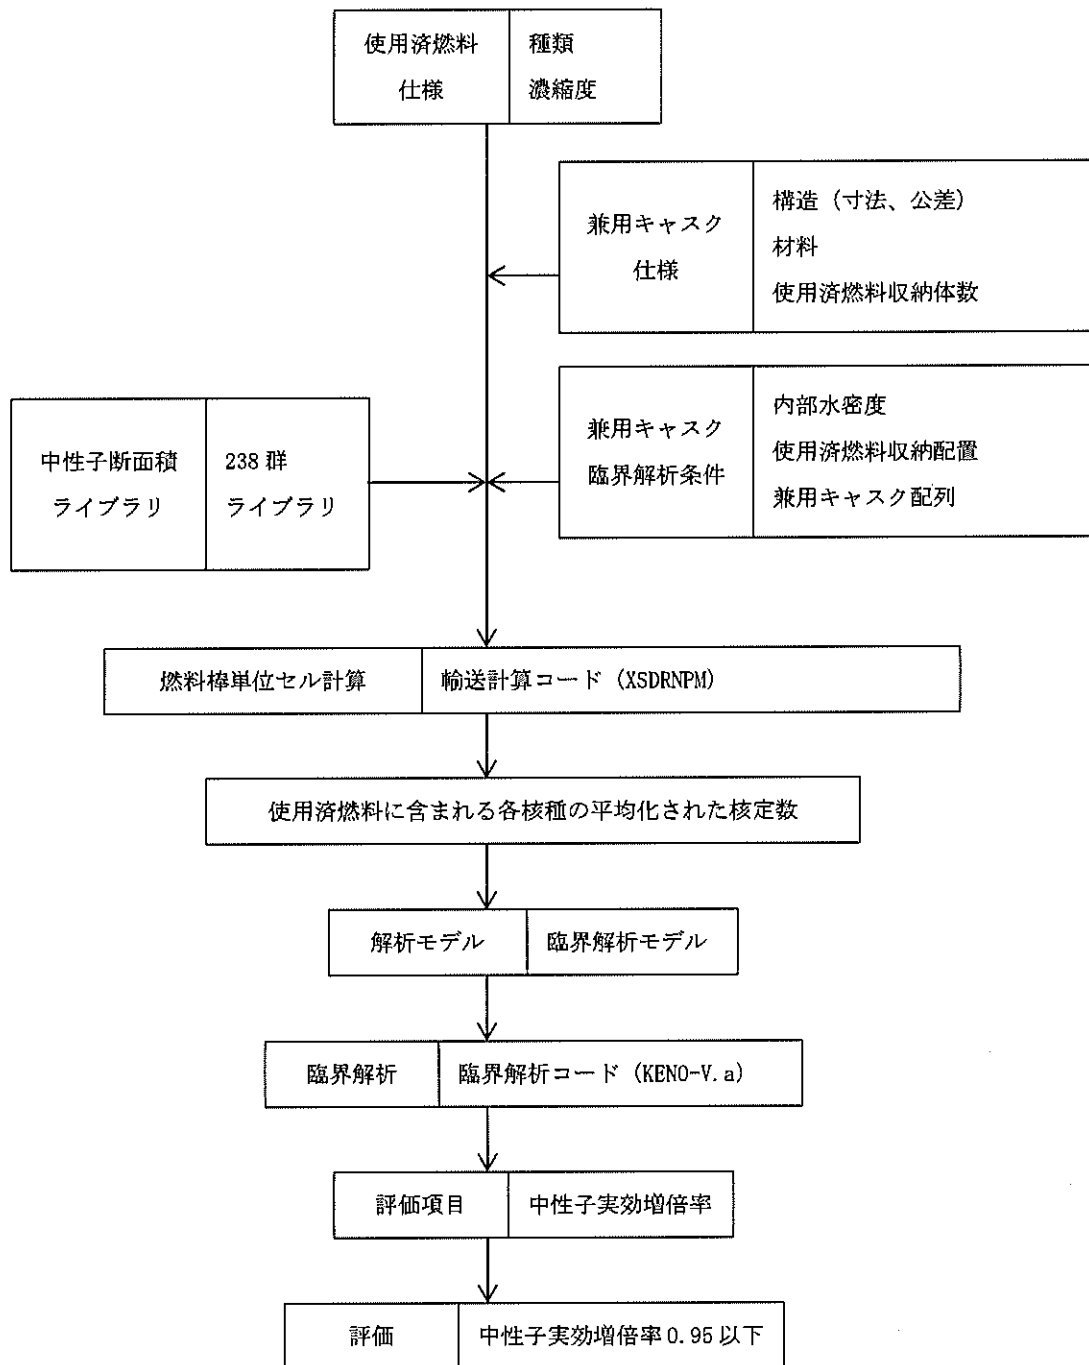 使用済燃料
仕様
種類
濃縮度
兼用キャスク
仕様
構造（寸法、公差）
材料
使用済燃料収納体数
中性子断面積
ライブラリ
238 群
ライブラリ
兼用キャスク
臨界解析条件
内部水密度
使用済燃料収納配置
兼用キャスク配列
燃料棒単位セル計算
輸送計算コード（XSDRNPM）
使用済燃料に含まれる各核種の平均化された核定数
解析モデル
臨界解析モデル
臨界解析
臨界解析コード（KENO-V.a）
評価項目
中性子実効増倍率
評価
中性子実効増倍率 0.95 以下